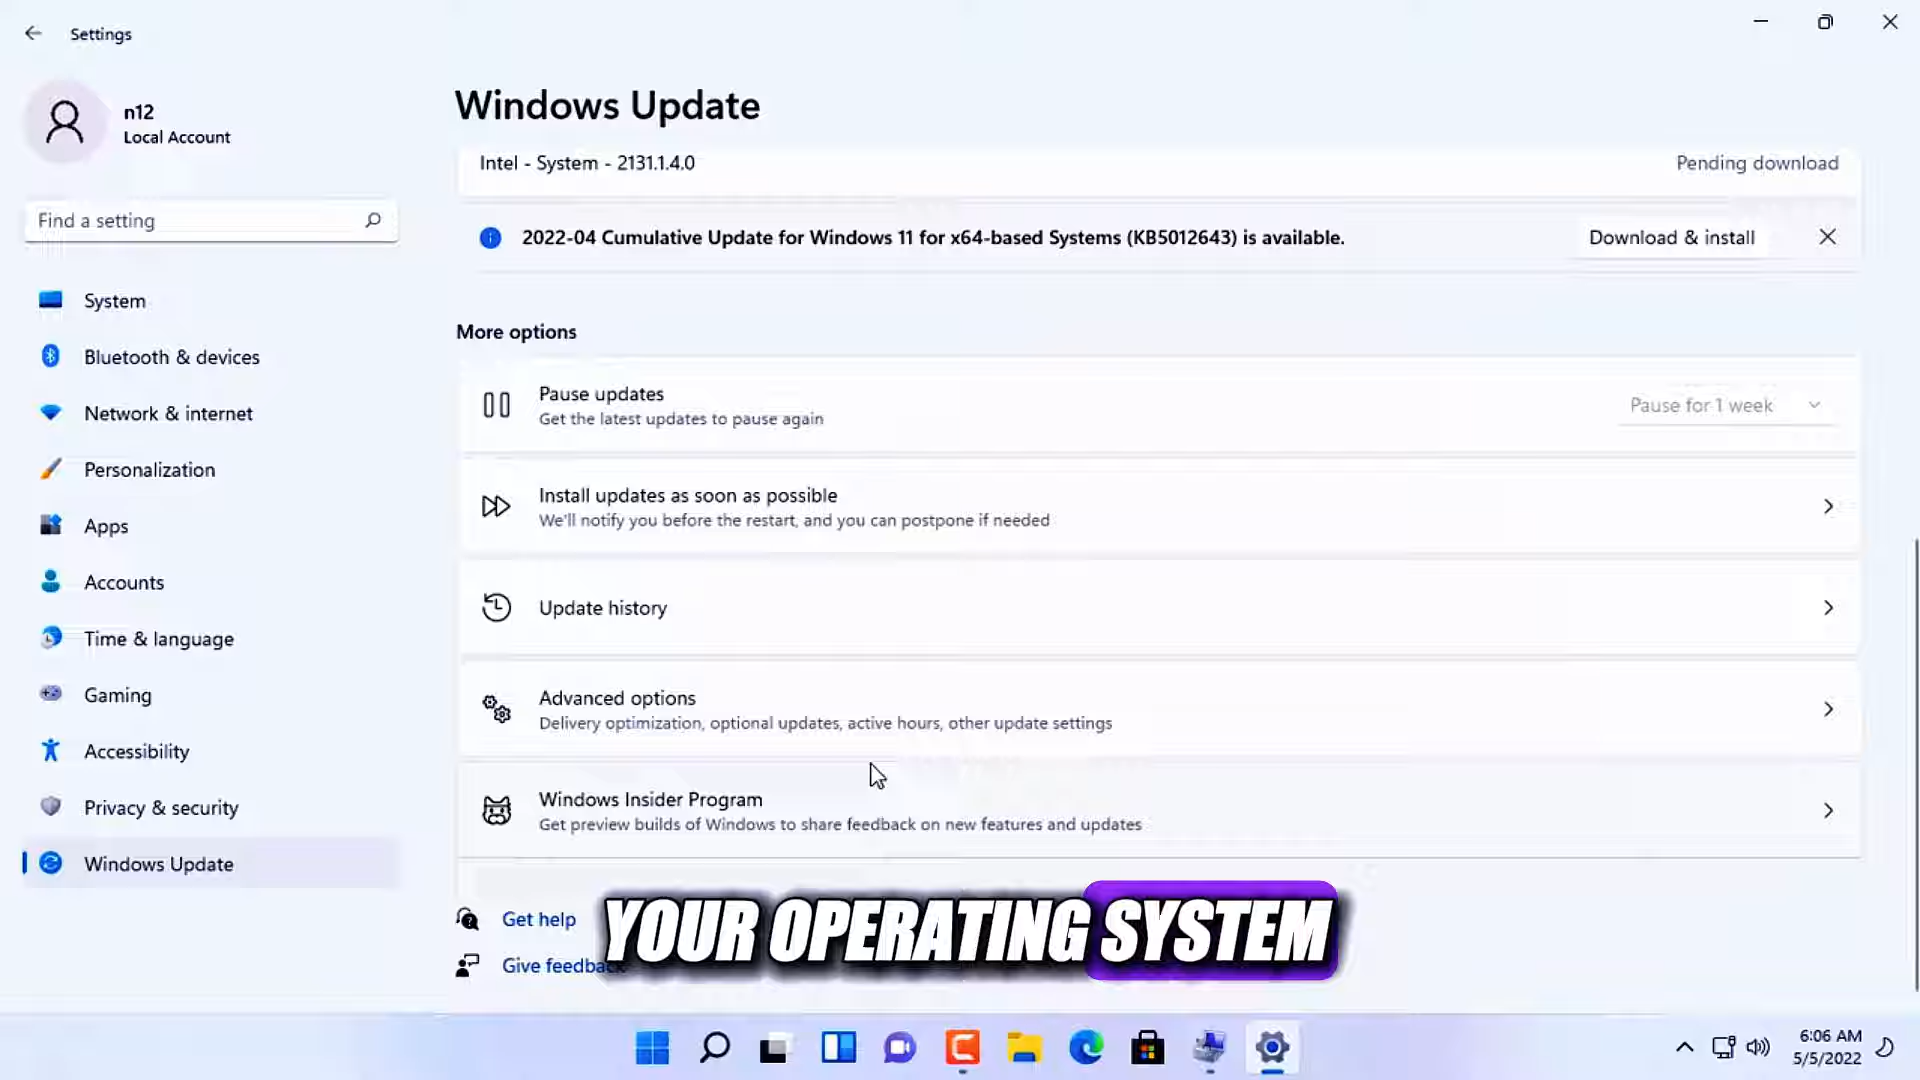 Settings
n12
Local Account
Find a setting
System
Bluetooth & devices
Network & internet
Personalization
Apps
Accounts
Time & language
Gaming
Accessibility
Privacy & security
Windows Update
Windows Update
Intel - System - 2131.1.4.0 Pending download
2022-04 Cumulative Update for Windows 11 for x64-based Systems (KB5012643) is available. Download & install
More options
Pause updates
Get the latest updates to pause again
Pause for 1 week
Install updates as soon as possible
We'll notify you before the restart, and you can postpone if needed
Update history
Advanced options
Delivery optimization, optional updates, active hours, other update settings
Windows Insider Program
Get preview builds of Windows to share feedback on new features and updates
Get help
Give feedback
YOUR OPERATING SYSTEM
6:06 AM
5/5/2022